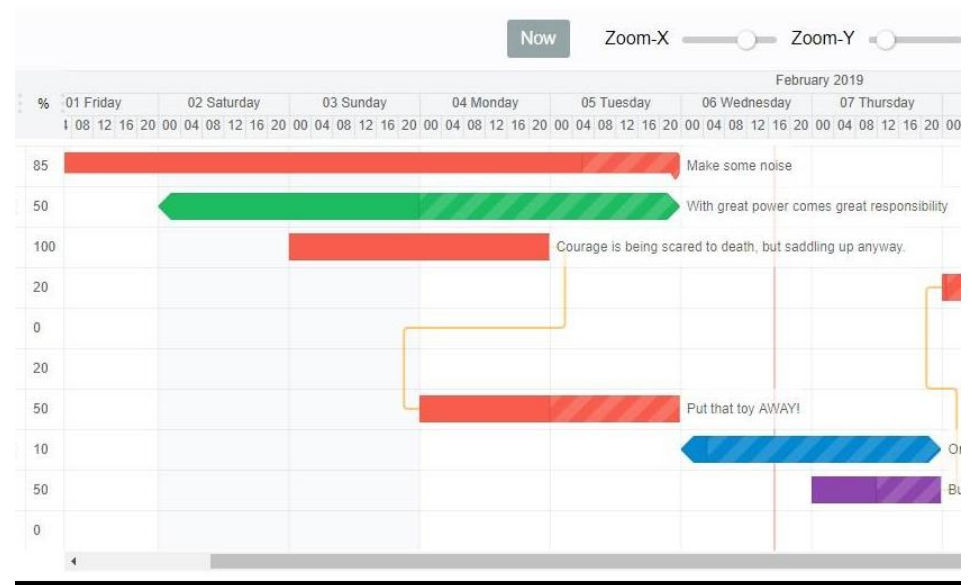 Now Zoom-X Zoom-Y
February 2019
% 01 Friday 02 Saturday 03 Sunday 04 Monday 05 Tuesday 06 Wednesday 07 Thursday
08 12 16 20 00 04 08 12 16 20 00 04 08 12 16 20 00 04 08 12 16 20 00 04 08 12 16 20 00 04 08 12 16 20 00 04 08 12 16 20 00
85 Make some noise
50 With great power comes great responsibility
100 Courage is being scared to death, but saddling up anyway.
20
0
20
50 Put that toy AWAY!
10
50
0